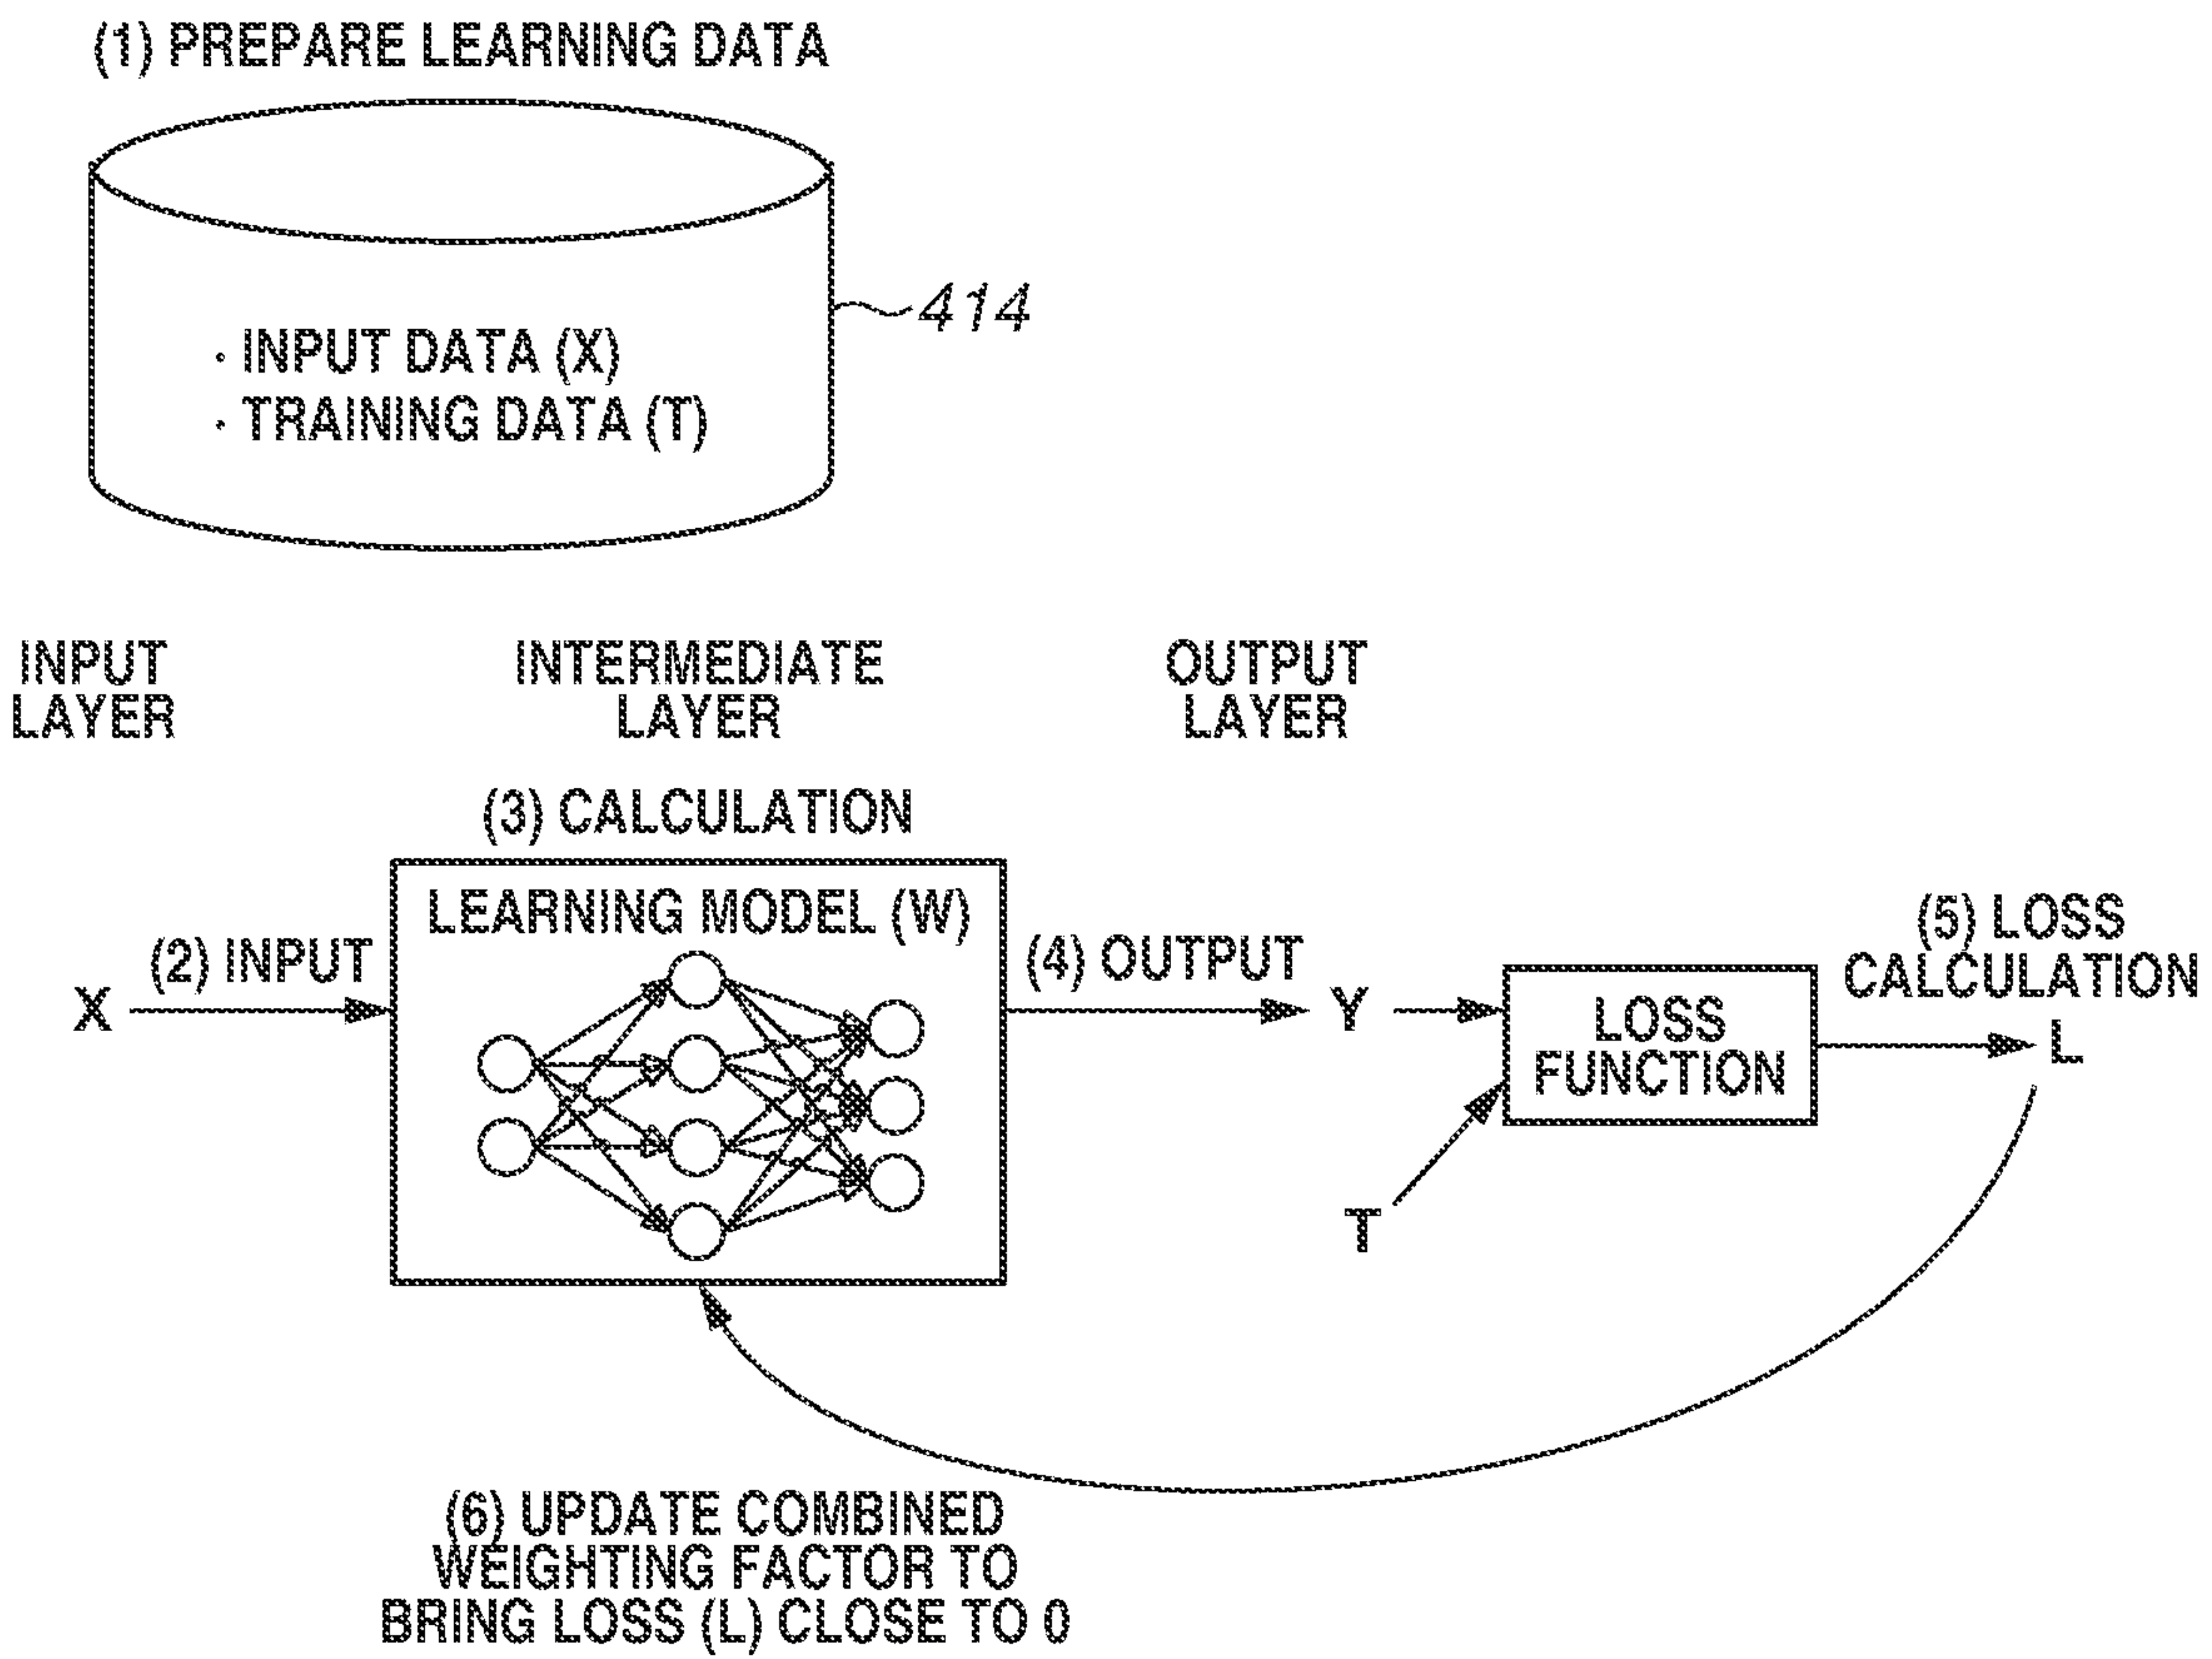 (1) PREPARE LEARNING DATA
· INPUT DATA (X)
· TRAINING DATA (T)
414
INPUT
LAYER
INTERMEDIATE
LAYER
OUTPUT
LAYER
(3) CALCULATION
LEARNING MODEL (W)
X
(2) INPUT
(4) OUTPUT
Y
T
LOSS
FUNCTION
(5) LOSS
CALCULATION
L
(6) UPDATE COMBINED
WEIGHTING FACTOR TO
BRING LOSS (L) CLOSE TO 0